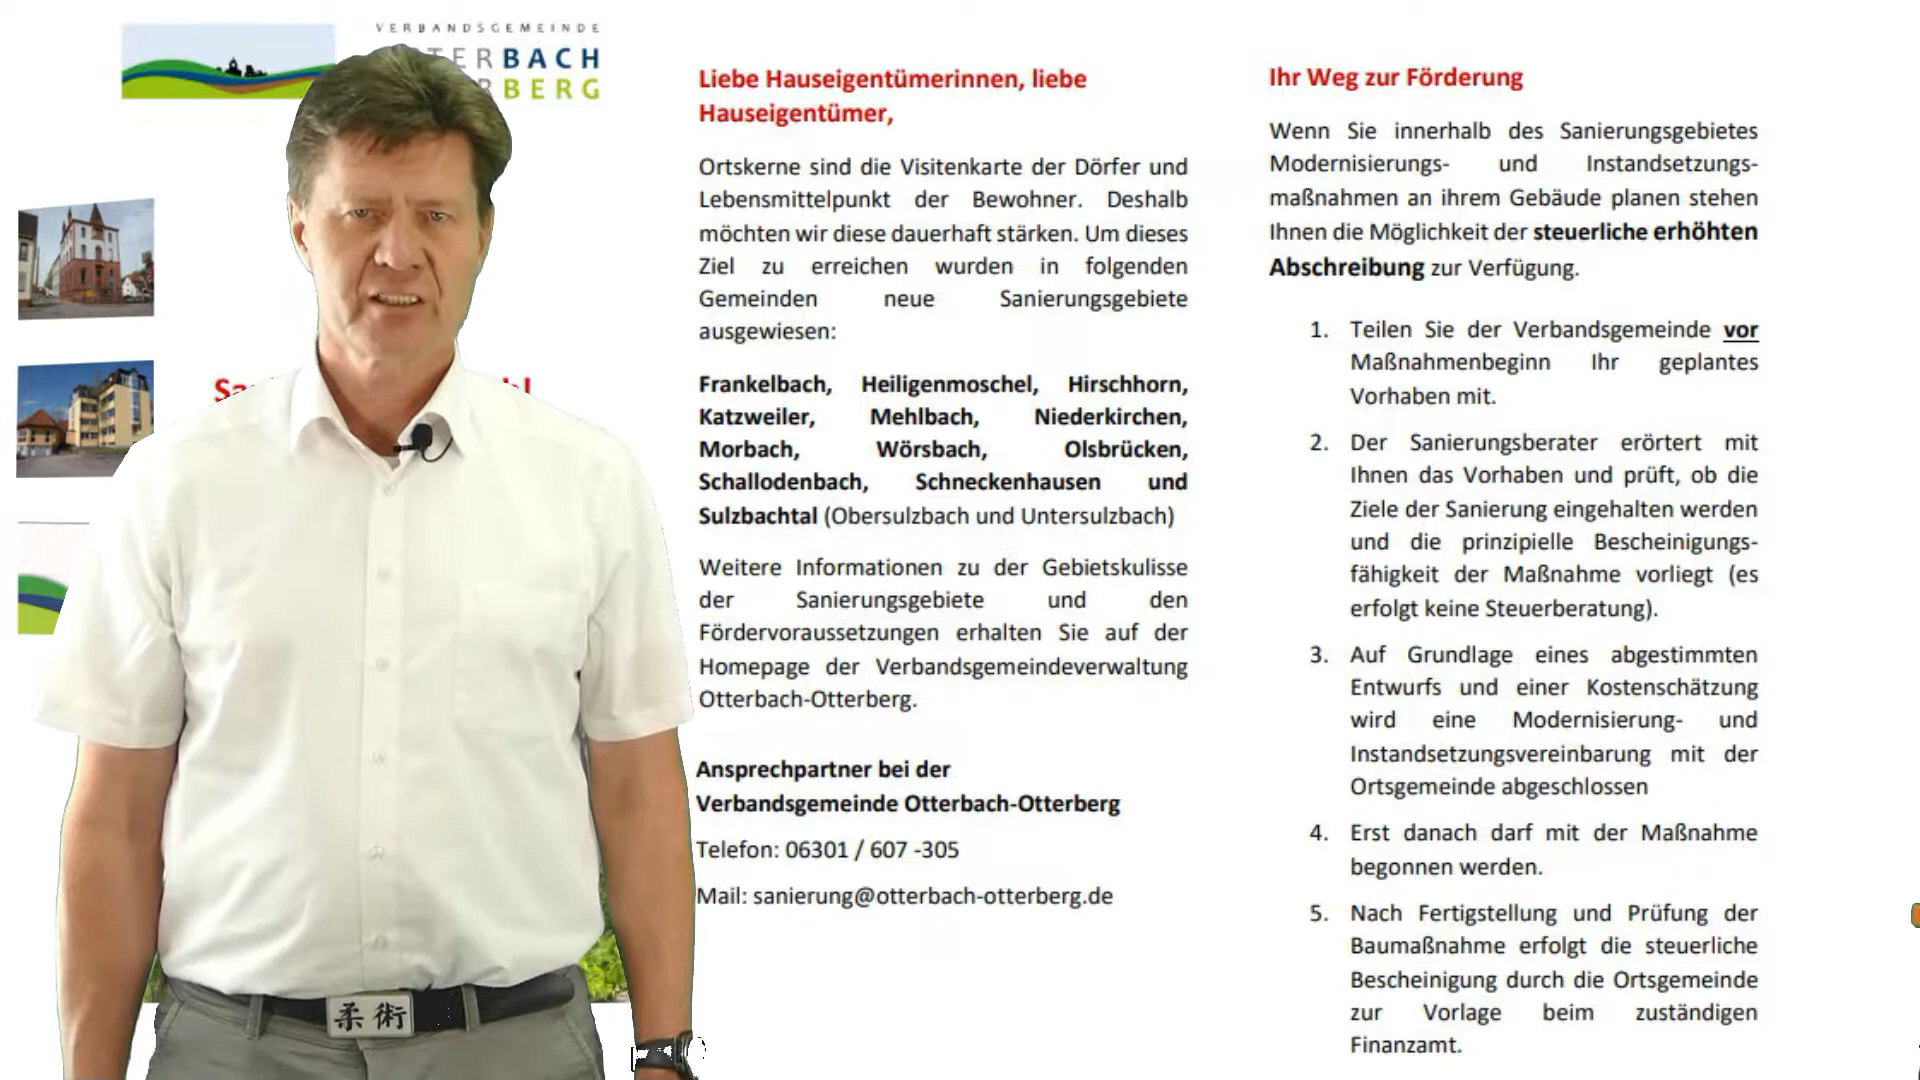 VERBANDSGEMEINDE
BACH
BERG
Liebe Hauseigentümerinnen, liebe
Hauseigentümer,
Ortskerne sind die Visitenkarte der Dörfer und
Lebensmittelpunkt der Bewohner. Deshalb
möchten wir diese dauerhaft stärken. Um dieses
Ziel zu erreichen wurden in folgenden
Gemeinden neue Sanierungsgebiete
ausgewiesen:
Frankelbach, Heiligenmoschel, Hirschhorn,
Katzweiler, Mehlbach, Niederkirchen,
Morbach, Wörsbach, Olsbrücken,
Schallodenbach, Schneckenhausen und
Sulzbachtal (Obersulzbach und Untersulzbach)
Weitere Informationen zu der Gebietskulisse
der Sanierungsgebiete und den
Fördervoraussetzungen erhalten Sie auf der
Homepage der Verbandsgemeindeverwaltung
Otterbach-Otterberg.
Ansprechpartner bei der
Verbandsgemeinde Otterbach-Otterberg
Telefon: 06301 / 607 -305
Mail: sanierung@otterbach-otterberg.de
Ihr Weg zur Förderung
Wenn Sie innerhalb des Sanierungsgebietes
Modernisierungs- und Instandsetzungs-
maßnahmen an ihrem Gebäude planen stehen
Ihnen die Möglichkeit der steuerliche erhöhten
Abschreibung zur Verfügung.
1. Teilen Sie der Verbandsgemeinde vor
Maßnahmenbeginn Ihr geplantes
Vorhaben mit.
2. Der Sanierungsberater erörtert mit
Ihnen das Vorhaben und prüft, ob die
Ziele der Sanierung eingehalten werden
und die prinzipielle Bescheinigungs-
fähigkeit der Maßnahme vorliegt (es
erfolgt keine Steuerberatung).
3. Auf Grundlage eines abgestimmten
Entwurfs und einer Kostenschätzung
wird eine Modernisierung- und
Instandsetzungsvereinbarung mit der
Ortsgemeinde abgeschlossen
4. Erst danach darf mit der Maßnahme
begonnen werden.
5. Nach Fertigstellung und Prüfung der
Baumaßnahme erfolgt die steuerliche
Bescheinigung durch die Ortsgemeinde
zur Vorlage beim zuständigen
Finanzamt.
柔術